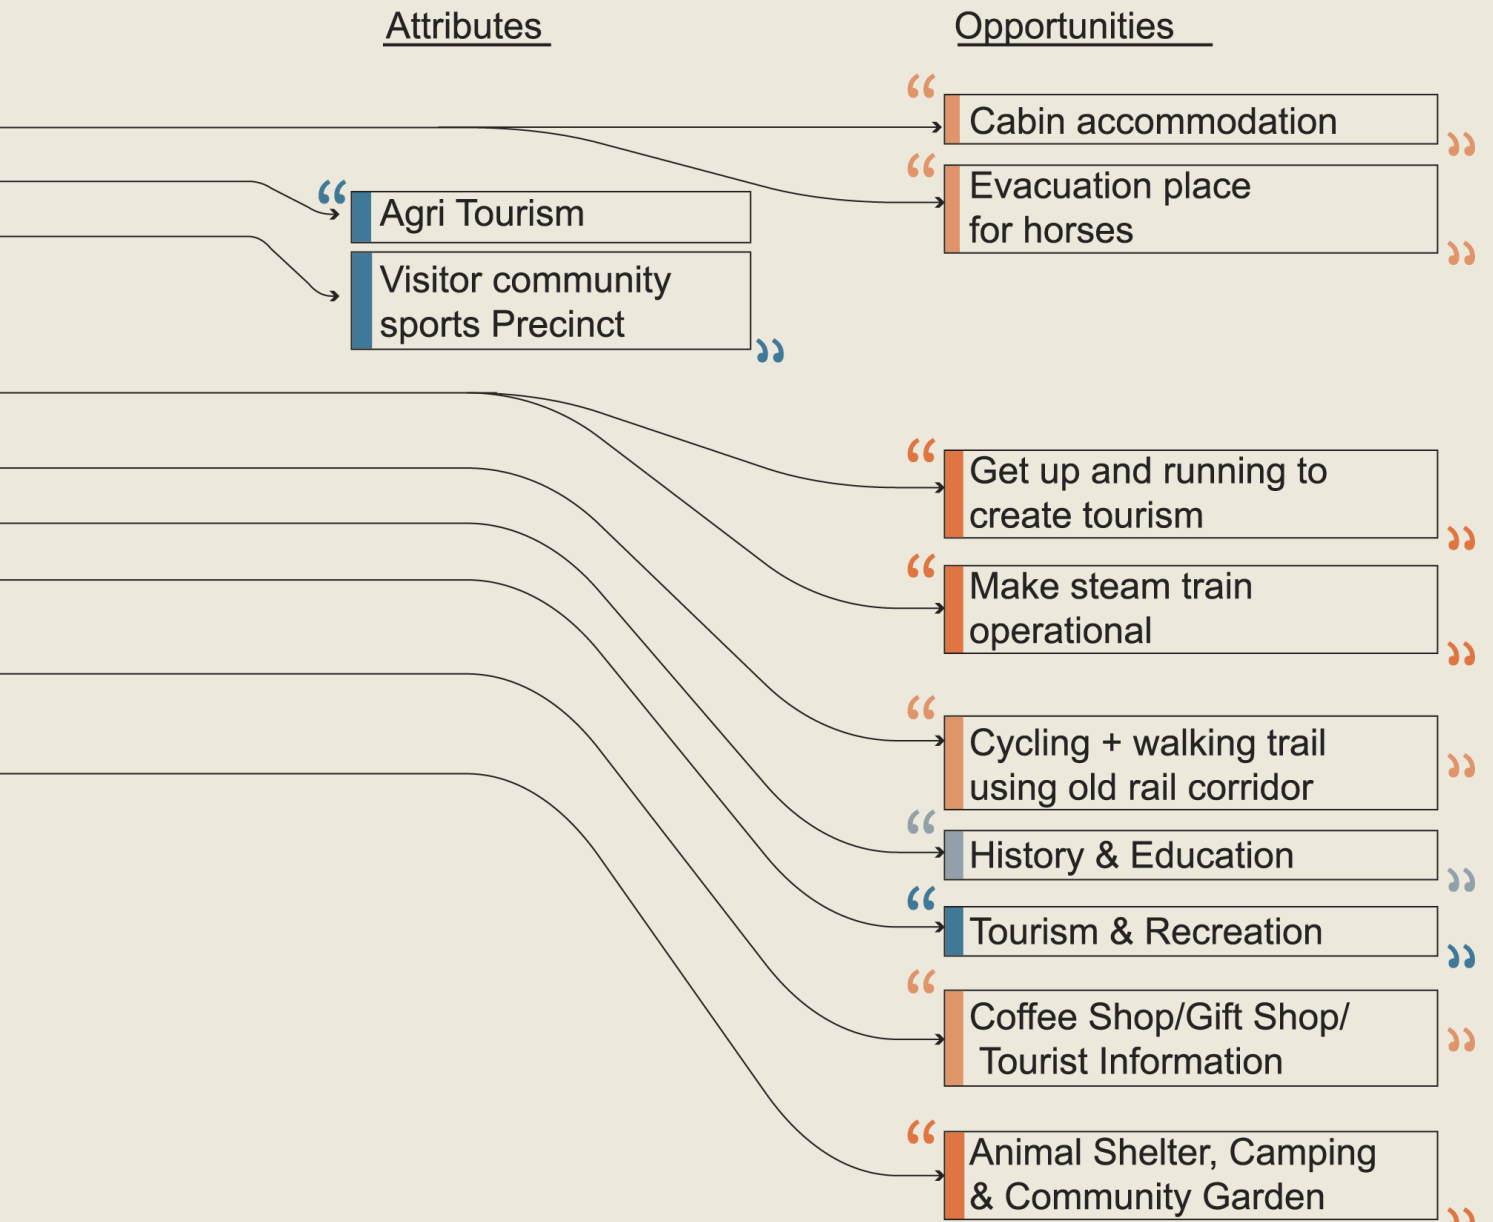 Attributes
Opportunities
Cabin accommodation
Evacuation place
for horses
Agri Tourism
Visitor community
sports Precinct
Get up and running to
create tourism
Make steam train
operational
Cycling + walking trail
using old rail corridor
History & Education
Tourism & Recreation
Coffee Shop/Gift Shop/
Tourist Information
Animal Shelter, Camping
& Community Garden